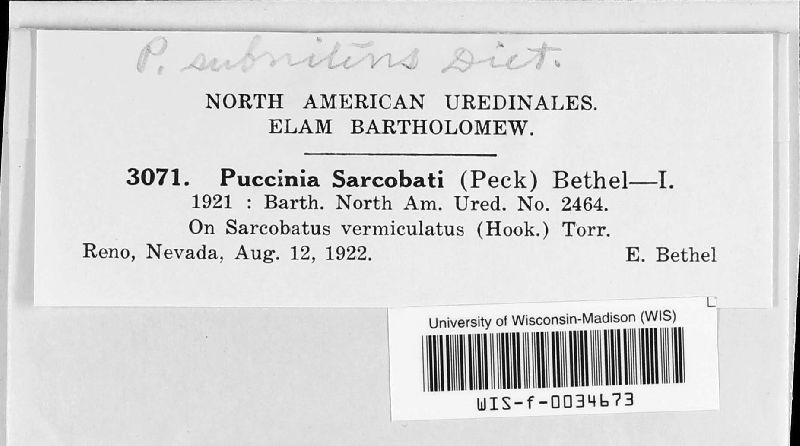 P. subnitens Diet.
NORTH AMERICAN UREDINALES.
ELAM BARTHOLOMEW.
3071. Puccinia Sarcobati (Peck) Bethel—I.
1921 : Barth. North Am. Ured. No. 2464.
On Sarcobatus vermiculatus (Hook.) Torr.
Reno, Nevada, Aug. 12, 1922. E. Bethel
University of Wisconsin-Madison (WIS)
WIS-f-0034673